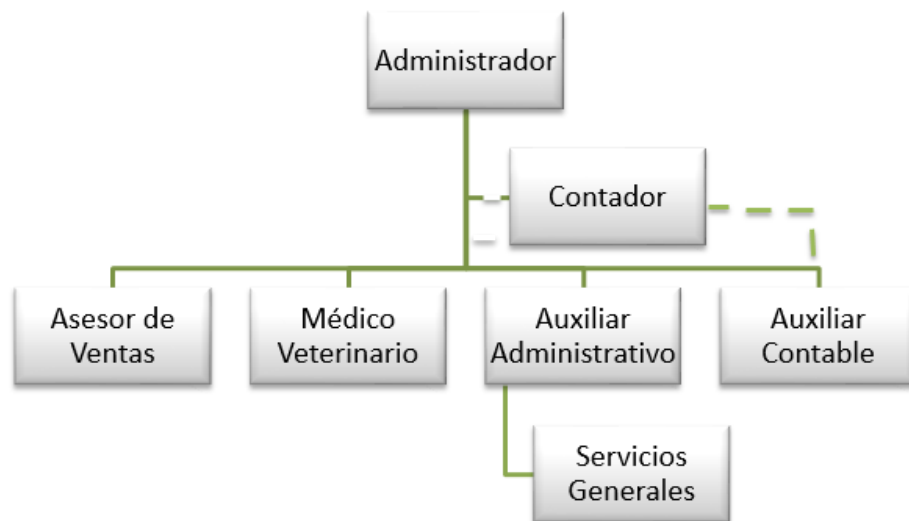 Administrador
Contador
Asesor de
Ventas
Médico
Veterinario
Auxiliar
Administrativo
Auxiliar
Contable
Servicios
Generales